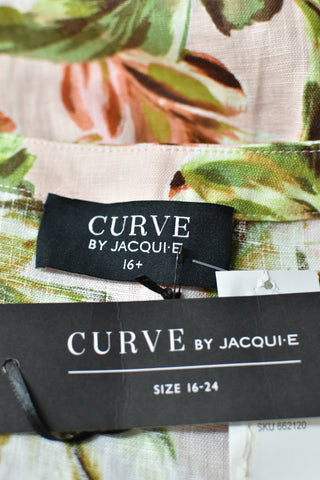 CURVE
BY JACQUI·E
16+
CURVE BY JACQUI·E
SIZE 16-24
SKU 662120